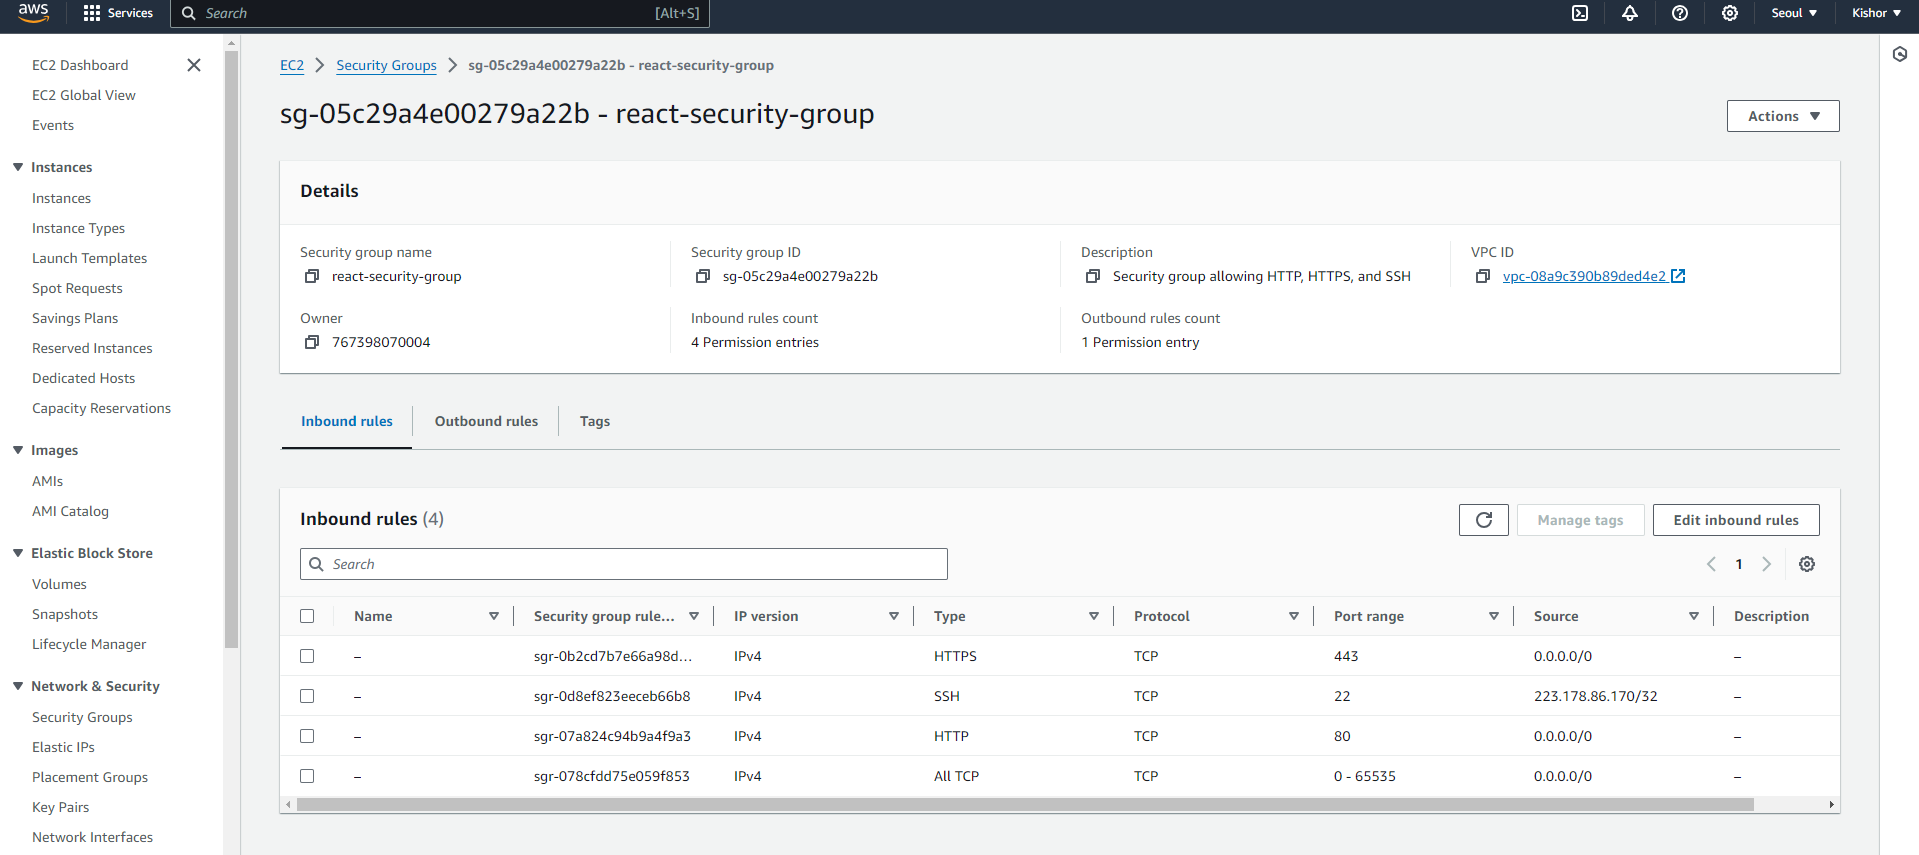 aws
Services
Search
[Alt+S]
Seoul
Kishor
EC2 Dashboard
EC2 Global View
Events
Instances
Instances
Instance Types
Launch Templates
Spot Requests
Savings Plans
Reserved Instances
Dedicated Hosts
Capacity Reservations
Images
AMIs
AMI Catalog
Elastic Block Store
Volumes
Snapshots
Lifecycle Manager
Network & Security
Security Groups
Elastic IPs
Placement Groups
Key Pairs
Network Interfaces
EC2 > Security Groups > sg-05c29a4e00279a22b - react-security-group
sg-05c29a4e00279a22b - react-security-group
Actions
Details
Security group name
react-security-group
Security group ID
sg-05c29a4e00279a22b
Description
Security group allowing HTTP, HTTPS, and SSH
VPC ID
vpc-08a9c390b89ded4e2
Owner
767398070004
Inbound rules count
4 Permission entries
Outbound rules count
1 Permission entry
Inbound rules
Outbound rules
Tags
Inbound rules (4)
Manage tags
Edit inbound rules
Search
1
Name Security group rule... IP version Type Protocol Port range Source Description
– sgr-0b2cd7b7e66a98d... IPv4 HTTPS TCP 443 0.0.0.0/0 –
– sgr-0d8ef823eeceb66b8 IPv4 SSH TCP 22 223.178.86.170/32 –
– sgr-07a824c94b9a4f9a3 IPv4 HTTP TCP 80 0.0.0.0/0 –
– sgr-078cfdd75e059f853 IPv4 All TCP TCP 0 - 65535 0.0.0.0/0 –